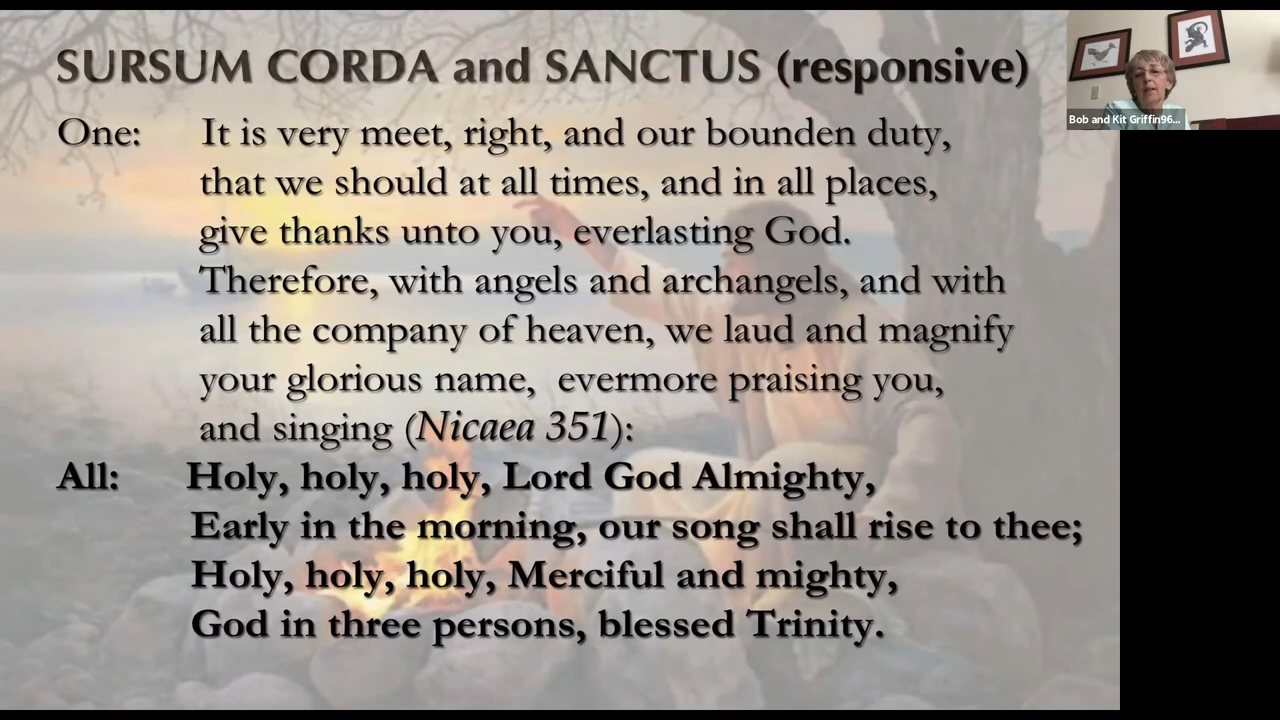 SURSUM CORDA and SANCTUS (responsive)
One: It is very meet, right, and our bounden duty,
that we should at all times, and in all places,
give thanks unto you, everlasting God.
Therefore, with angels and archangels, and with
all the company of heaven, we laud and magnify
your glorious name, evermore praising you,
and singing (Nicaea 351):
All: Holy, holy, holy, Lord God Almighty,
Early in the morning, our song shall rise to thee;
Holy, holy, holy, Merciful and mighty,
God in three persons, blessed Trinity.
Bob and Kit Griffin96...